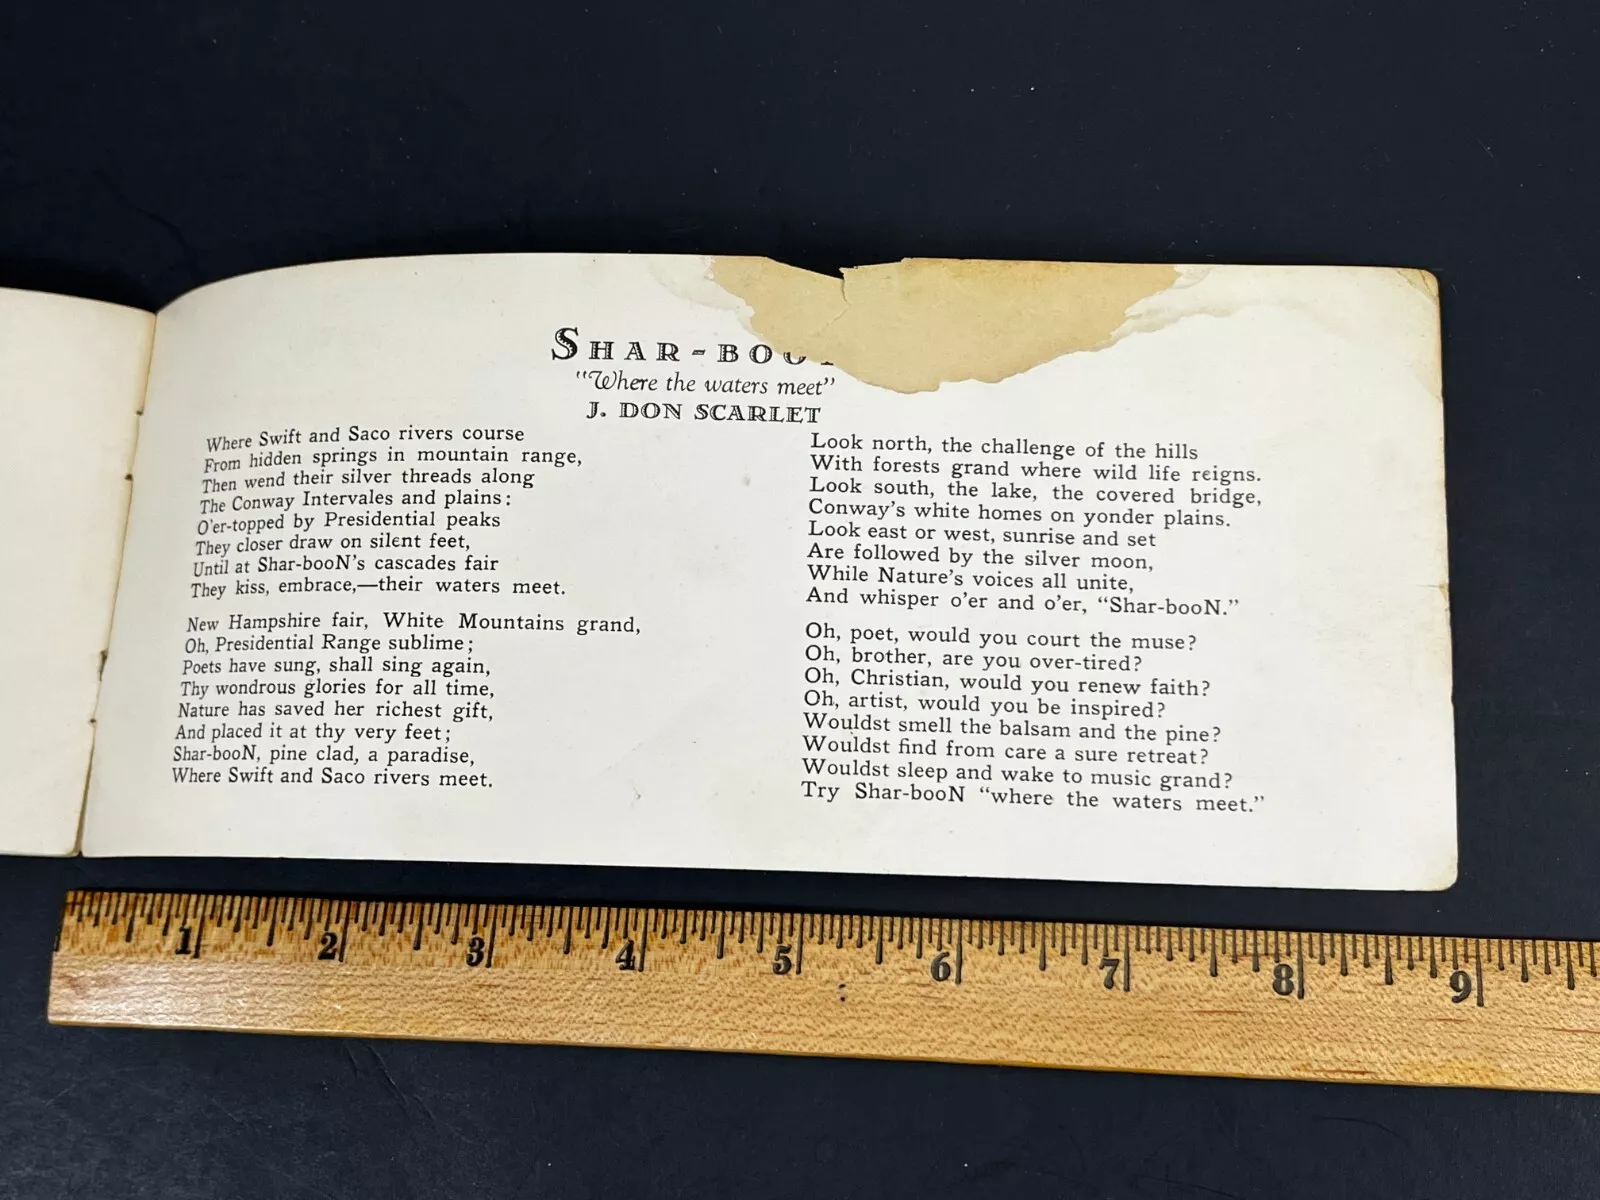 SHAR-BOO
"Where the waters meet"
J. DON SCARLET
Where Swift and Saco rivers course
From hidden springs in mountain range,
Then wend their silver threads along
The Conway Intervales and plains:
O'er-topped by Presidential peaks
They closer draw on silent feet,
Until at Shar-booN's cascades fair
They kiss, embrace,—their waters meet.
New Hampshire fair, White Mountains grand,
Oh, Presidential Range sublime;
Poets have sung, shall sing again,
Thy wondrous glories for all time,
Nature has saved her richest gift,
And placed it at thy very feet;
Shar-booN, pine clad, a paradise,
Where Swift and Saco rivers meet.
Look north, the challenge of the hills
With forests grand where wild life reigns.
Look south, the lake, the covered bridge,
Conway's white homes on yonder plains.
Look east or west, sunrise and set
Are followed by the silver moon,
While Nature's voices all unite,
And whisper o'er and o'er, "Shar-booN."
Oh, poet, would you court the muse?
Oh, brother, are you over-tired?
Oh, Christian, would you renew faith?
Oh, artist, would you be inspired?
Wouldst smell the balsam and the pine?
Wouldst find from care a sure retreat?
Wouldst sleep and wake to music grand?
Try Shar-booN "where the waters meet."
1 2 3 4 5 6 7 8 9